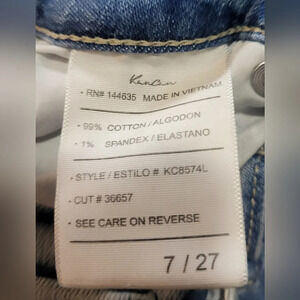 KanCan
- RN# 144635 MADE IN VIETNAM
- 99% COTTON / ALGODON
- 1% SPANDEX / ELASTANO
- STYLE / ESTILO # KC8574L
- CUT # 36657
- SEE CARE ON REVERSE
7 / 27